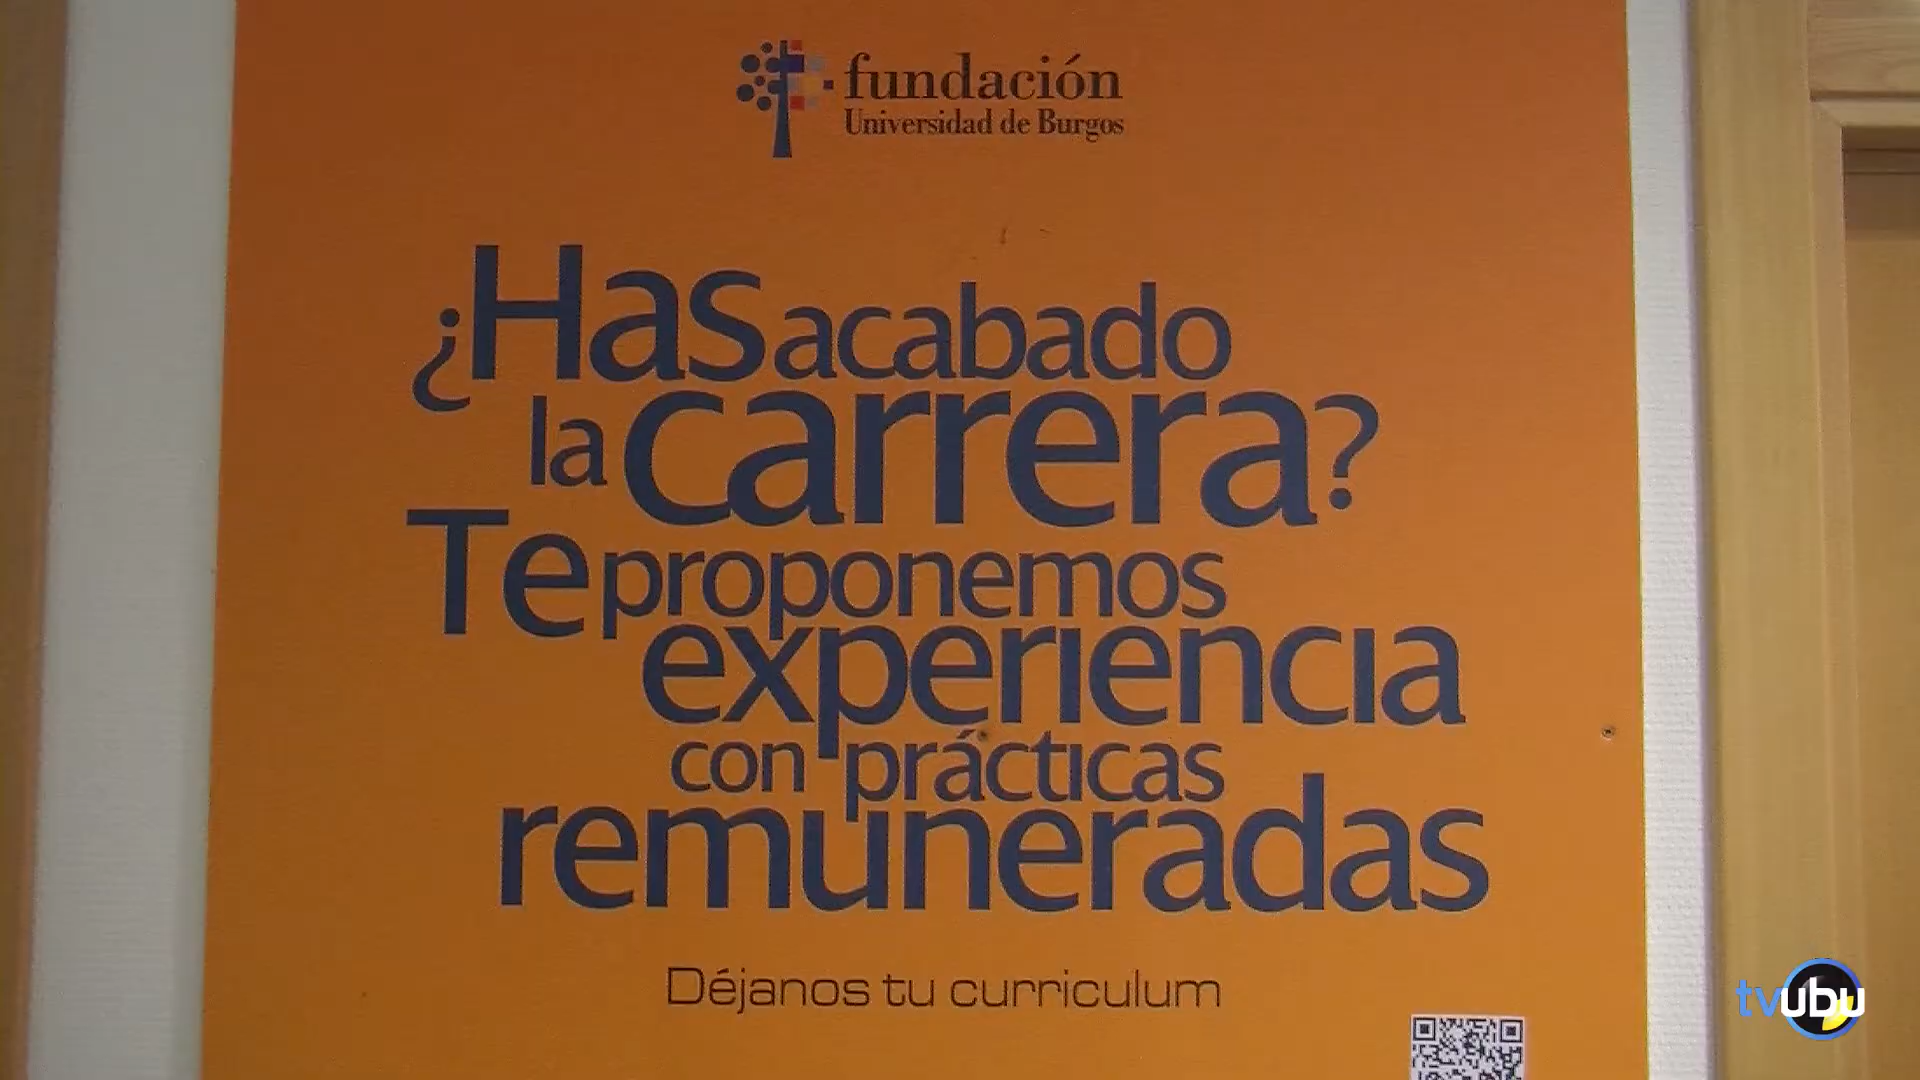 fundación
Universidad de Burgos
¿Has acabado
la carrera?
Te proponemos
experiencia
con prácticas
remuneradas
Déjanos tu curriculum
tvubu